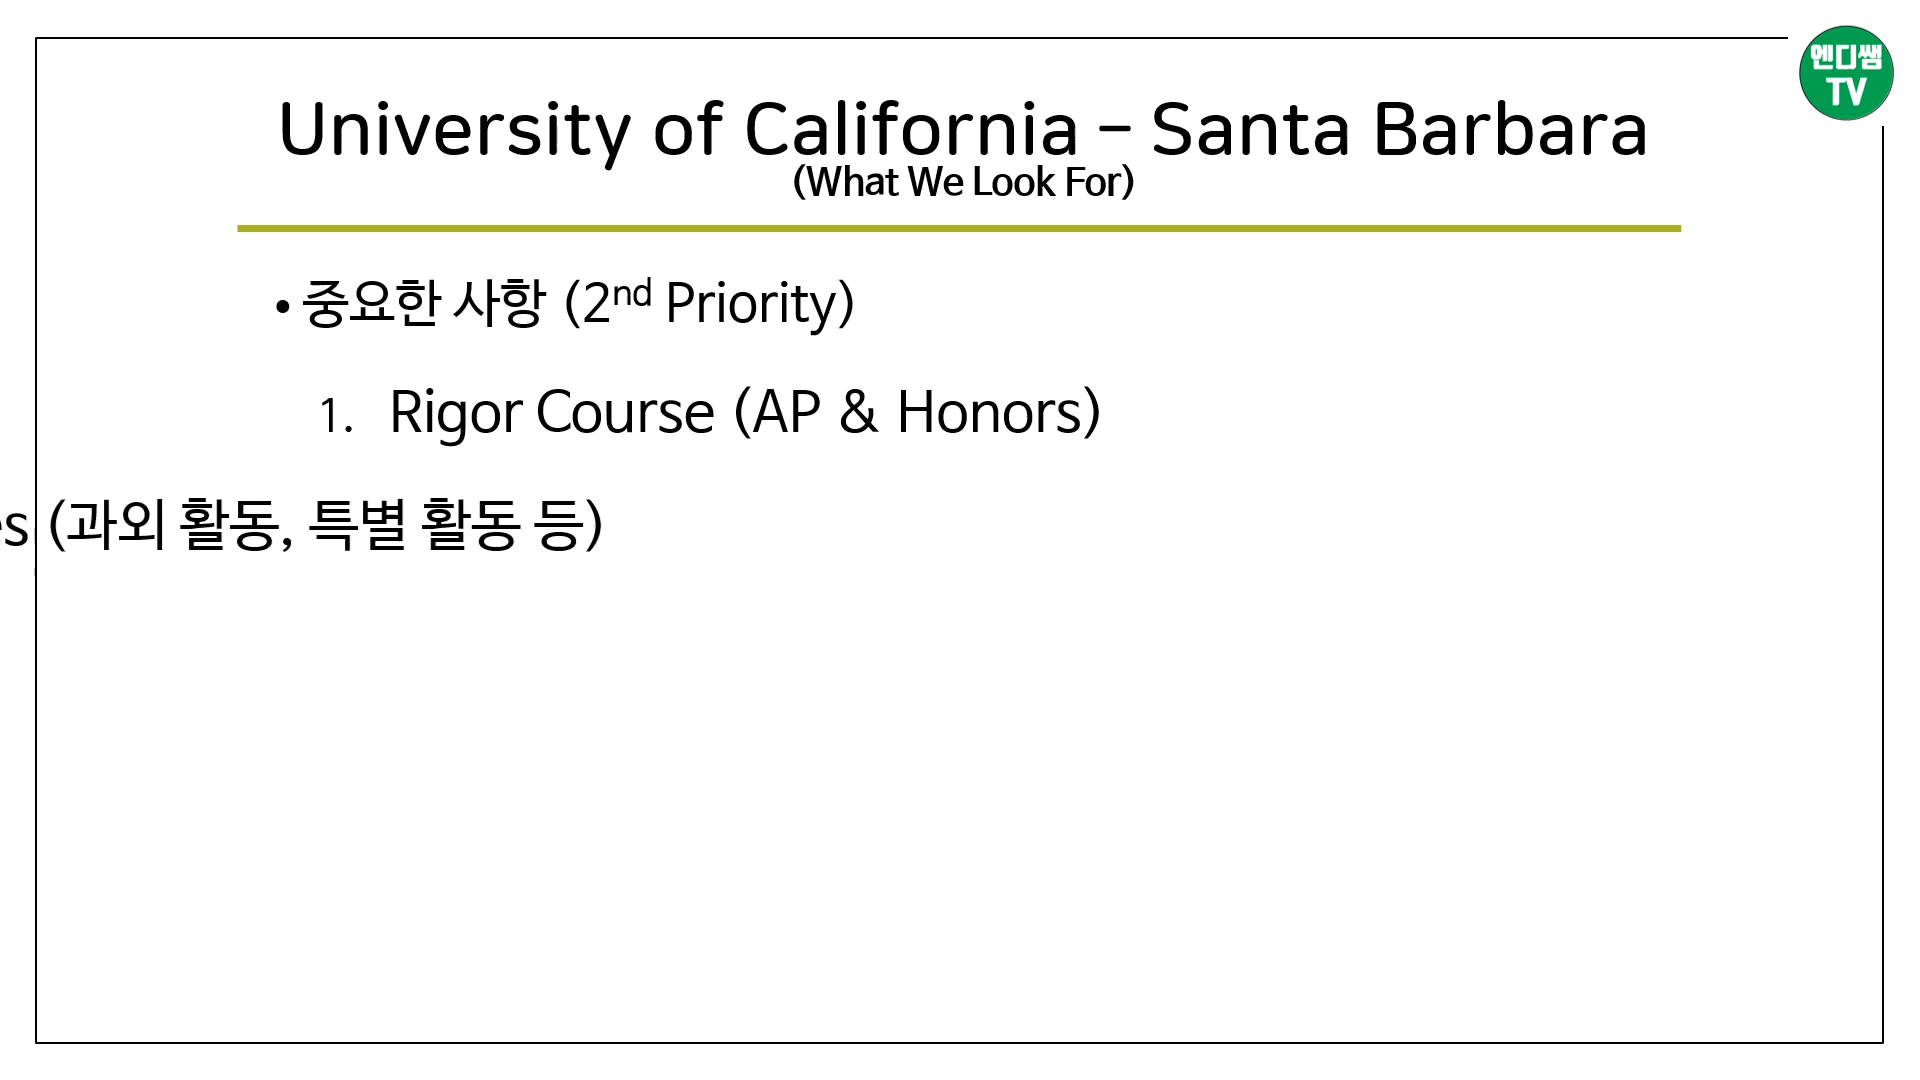 엔디쌤
TV
University of California – Santa Barbara
(What We Look For)
• 중요한 사항 (2nd Priority)
1. Rigor Course (AP & Honors)
es (과외 활동, 특별 활동 등)